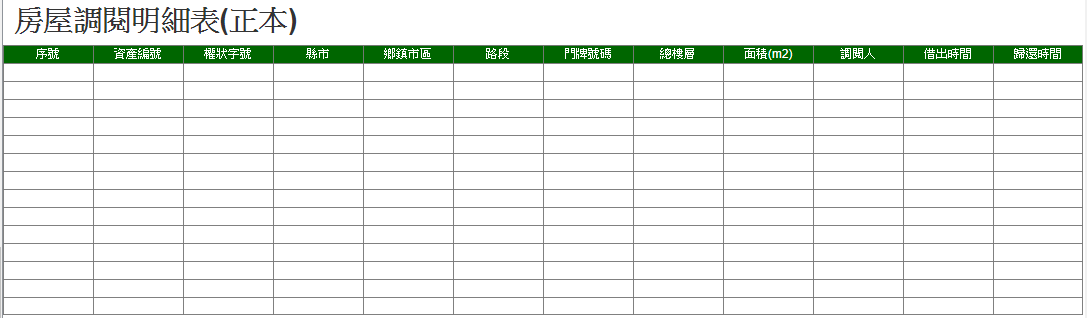 房屋調閱明細表(正本)
序號 資產編號 權狀字號 縣市 鄉鎮市區 路段 門牌號碼 總樓層 面積(m2) 調閱人 借出時間 歸還時間